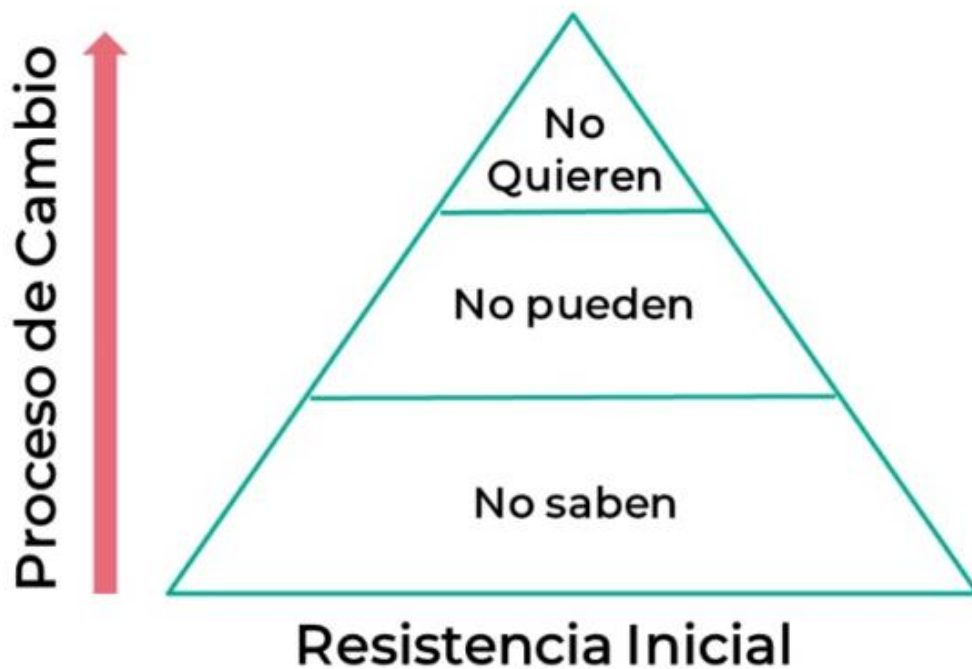 Proceso de Cambio
No
Quieren
No pueden
No saben
Resistencia Inicial